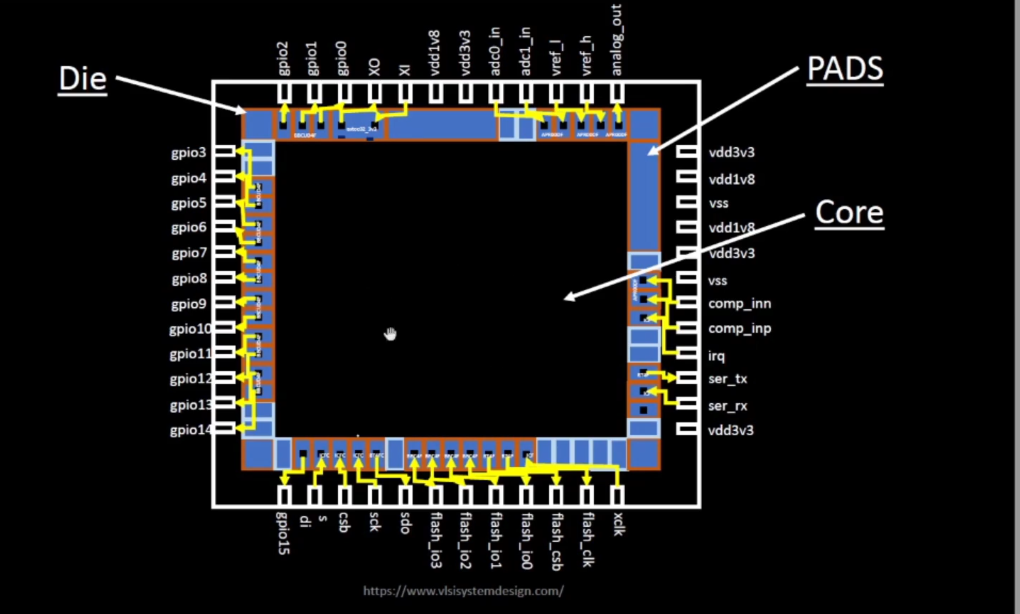 Die
PADS
Core
gpio2
gpio1
gpio0
XO
XI
vdd1v8
vdd3v3
adc0_in
adc1_in
vref_l
vref_h
analog_out
gpio3
gpio4
gpio5
gpio6
gpio7
gpio8
gpio9
gpio10
gpio11
gpio12
gpio13
gpio14
vdd3v3
vdd1v8
vss
vdd1v8
vdd3v3
vss
comp_inn
comp_inp
irq
ser_tx
ser_rx
vdd3v3
gpio15
di
s
csb
sck
sdo
flash_io3
flash_io2
flash_io1
flash_io0
flash_csb
flash_clk
xclk
https://www.vlsisystemdesign.com/